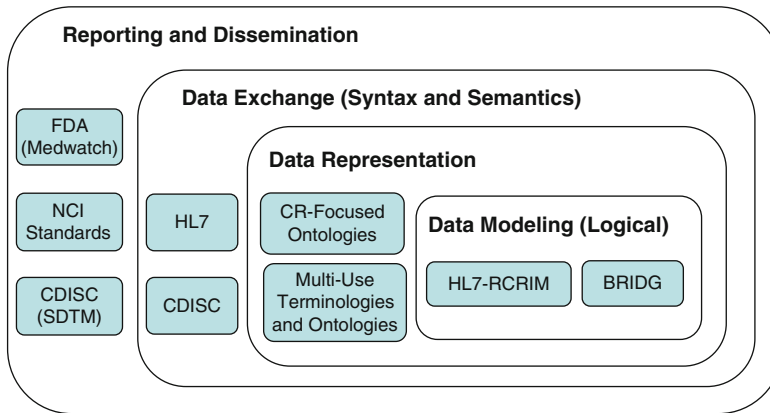 Reporting and Dissemination
Data Exchange (Syntax and Semantics)
FDA
(Medwatch)
Data Representation
NCI
Standards
HL7
CR-Focused
Ontologies
Data Modeling (Logical)
CDISC
(SDTM)
CDISC
Multi-Use
Terminologies
and Ontologies
HL7-RCRIM
BRIDG